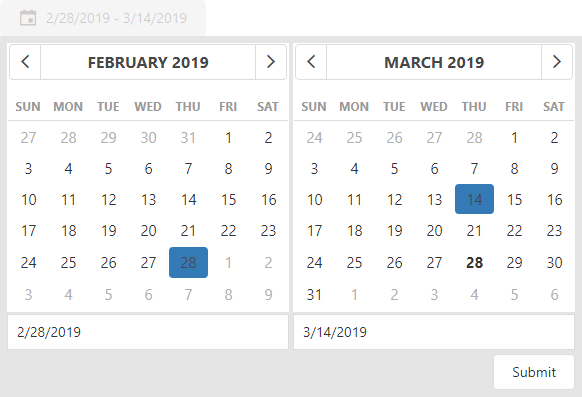 2/28/2019 - 3/14/2019
FEBRUARY 2019
SUN MON TUE WED THU FRI SAT
27 28 29 30 31 1 2
3 4 5 6 7 8 9
10 11 12 13 14 15 16
17 18 19 20 21 22 23
24 25 26 27 28 1 2
3 4 5 6 7 8 9
2/28/2019
MARCH 2019
SUN MON TUE WED THU FRI SAT
24 25 26 27 28 1 2
3 4 5 6 7 8 9
10 11 12 13 14 15 16
17 18 19 20 21 22 23
24 25 26 27 28 29 30
31 1 2 3 4 5 6
3/14/2019
Submit